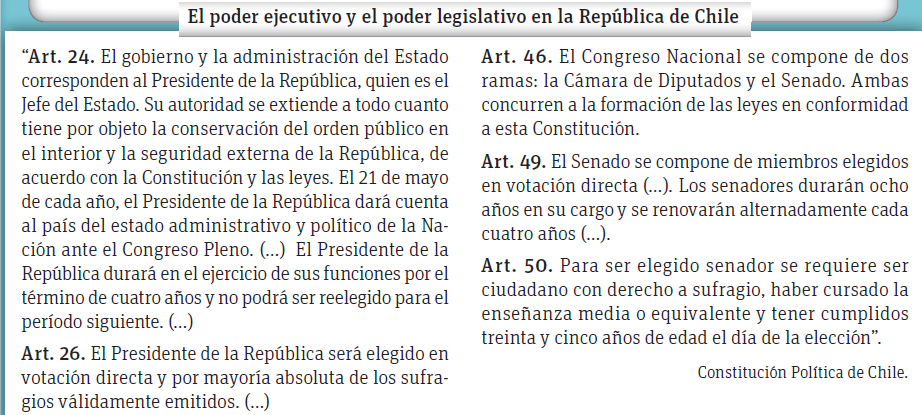 El poder ejecutivo y el poder legislativo en la República de Chile
“Art. 24. El gobierno y la administración del Estado
corresponden al Presidente de la República, quien es el
Jefe del Estado. Su autoridad se extiende a todo cuanto
tiene por objeto la conservación del orden público en
el interior y la seguridad externa de la República, de
acuerdo con la Constitución y las leyes. El 21 de mayo
de cada año, el Presidente de la República dará cuenta
al país del estado administrativo y político de la Na-
ción ante el Congreso Pleno. (...) El Presidente de la
República durará en el ejercicio de sus funciones por el
término de cuatro años y no podrá ser reelegido para el
período siguiente. (...)
Art. 26. El Presidente de la República será elegido en
votación directa y por mayoría absoluta de los sufra-
gios válidamente emitidos. (...)
Art. 46. El Congreso Nacional se compone de dos
ramas: la Cámara de Diputados y el Senado. Ambas
concurren a la formación de las leyes en conformidad
a esta Constitución.
Art. 49. El Senado se compone de miembros elegidos
en votación directa (...). Los senadores durarán ocho
años en su cargo y se renovarán alternadamente cada
cuatro años (...).
Art. 50. Para ser elegido senador se requiere ser
ciudadano con derecho a sufragio, haber cursado la
enseñanza media o equivalente y tener cumplidos
treinta y cinco años de edad el día de la elección”.
Constitución Política de Chile.